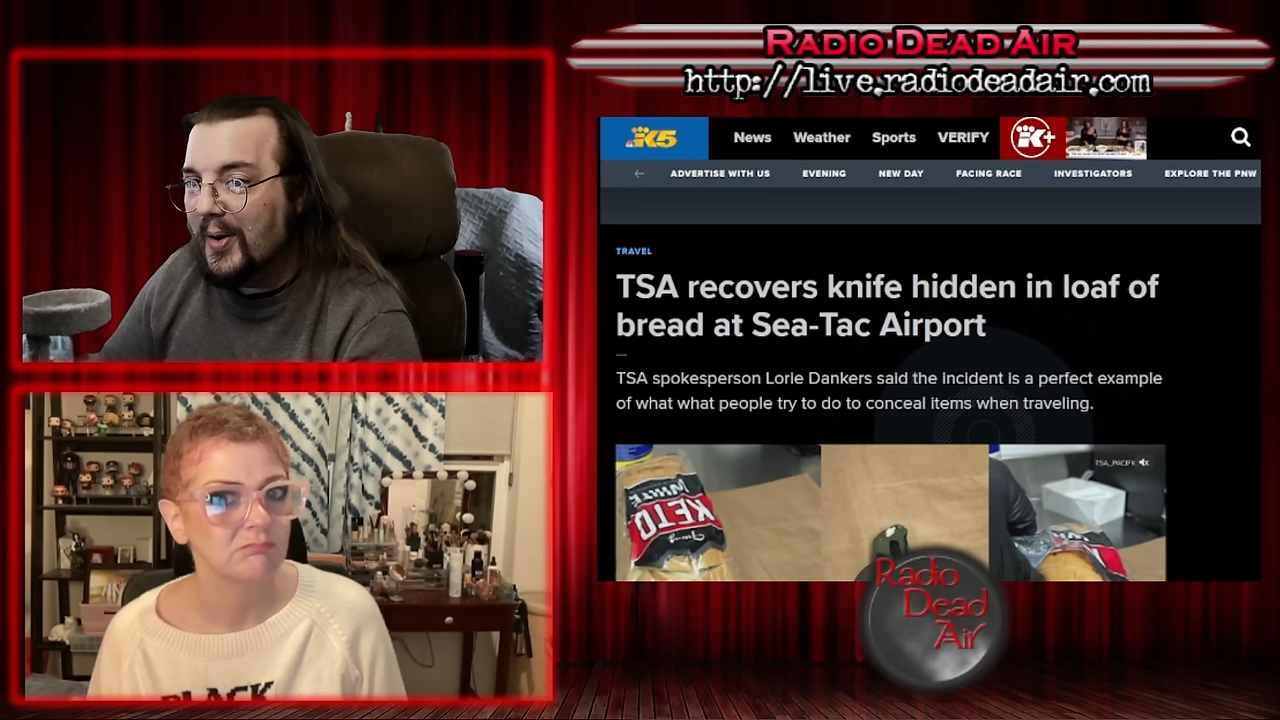 RADIO DEAD AIR
http://live.radiodeadair.com
K5
News Weather Sports VERIFY K+
ADVERTISE WITH US EVENING NEW DAY FACING RACE INVESTIGATORS EXPLORE THE PNW
TRAVEL
TSA recovers knife hidden in loaf of
bread at Sea-Tac Airport
TSA spokesperson Lorie Dankers said the incident is a perfect example
of what what people try to do to conceal items when traveling.
TSA_PACIFIC
WHITE
KETO
Radio
Dead
Air
BLACK